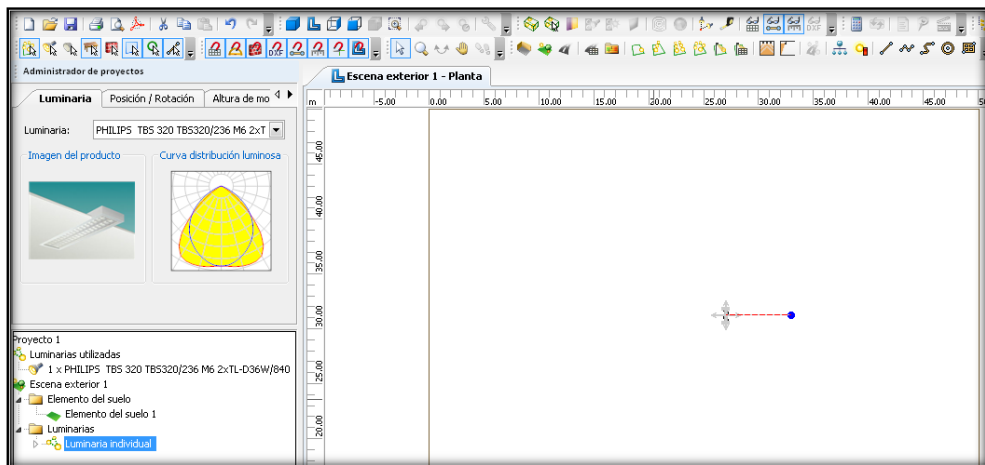 DXF
DXF
Administrador de proyectos
Escena exterior 1 - Planta
Luminaria
Posición / Rotación
Altura de mo
m
-5.00
0.00
5.00
10.00
15.00
20.00
25.00
30.00
35.00
40.00
45.00
Luminaria:
PHILIPS TBS 320 TBS320/236 M6 2xT
Imagen del producto
Curva distribución luminosa
45.00
40.00
35.00
30.00
25.00
20.00
Proyecto 1
Luminarias utilizadas
1 x PHILIPS TBS 320 TBS320/236 M6 2xTL-D36W/840
Escena exterior 1
Elemento del suelo
Elemento del suelo 1
Luminarias
Luminaria individual